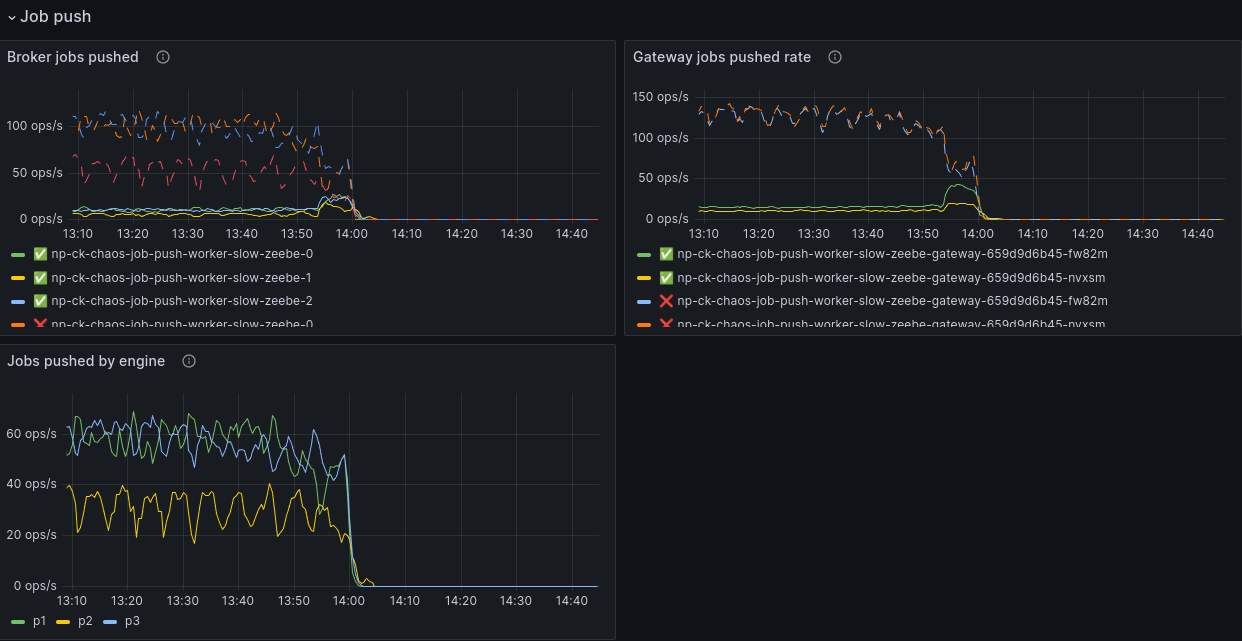 Job push
Broker jobs pushed
100 ops/s
50 ops/s
0 ops/s
13:10 13:20 13:30 13:40 13:50 14:00 14:10 14:20 14:30 14:40
✅ np-ck-chaos-job-push-worker-slow-zeebe-0
✅ np-ck-chaos-job-push-worker-slow-zeebe-1
✅ np-ck-chaos-job-push-worker-slow-zeebe-2
❌ np-ck-chaos-job-push-worker-slow-zeebe-0
Gateway jobs pushed rate
150 ops/s
100 ops/s
50 ops/s
0 ops/s
13:10 13:20 13:30 13:40 13:50 14:00 14:10 14:20 14:30 14:40
✅ np-ck-chaos-job-push-worker-slow-zeebe-gateway-659d9d6b45-fw82m
✅ np-ck-chaos-job-push-worker-slow-zeebe-gateway-659d9d6b45-nvxsm
❌ np-ck-chaos-job-push-worker-slow-zeebe-gateway-659d9d6b45-fw82m
❌ np-ck-chaos-job-push-worker-slow-zeebe-gateway-659d9d6b45-nvxsm
Jobs pushed by engine
60 ops/s
40 ops/s
20 ops/s
0 ops/s
13:10 13:20 13:30 13:40 13:50 14:00 14:10 14:20 14:30 14:40
p1 p2 p3